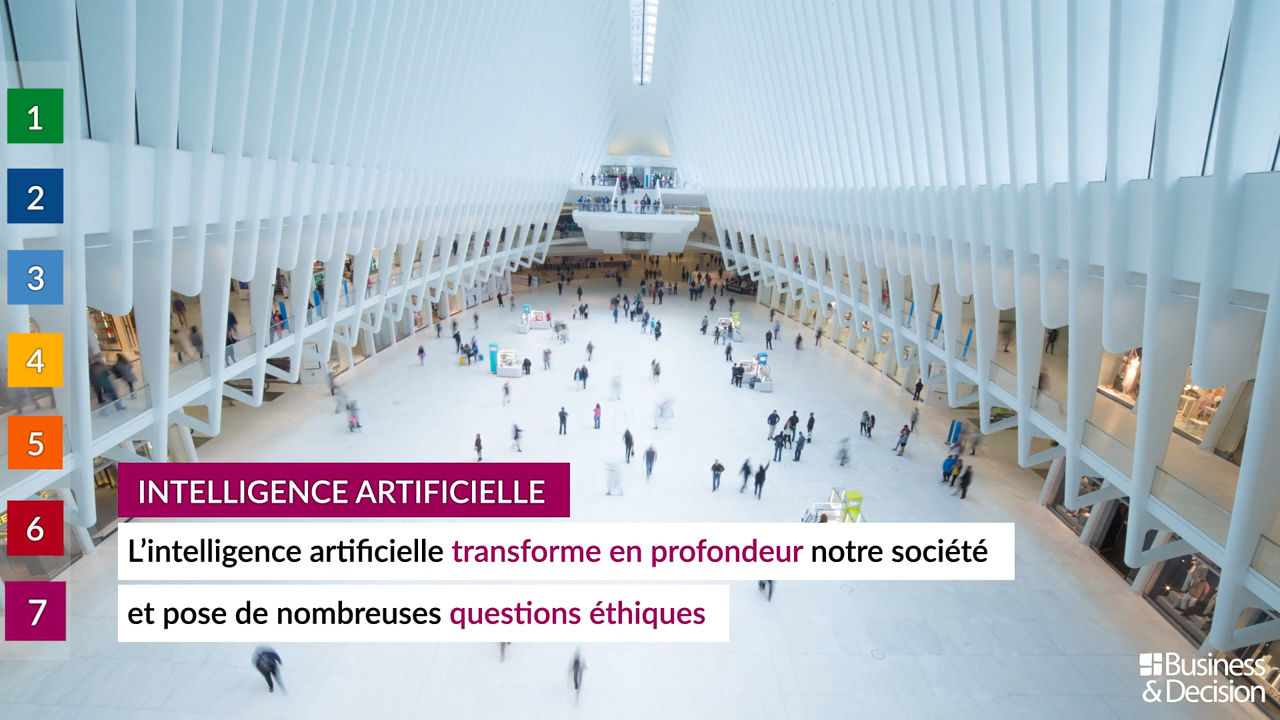 1
2
3
4
5
6
7
INTELLIGENCE ARTIFICIELLE
L’intelligence artificielle transforme en profondeur notre société
et pose de nombreuses questions éthiques
Business
& Decision